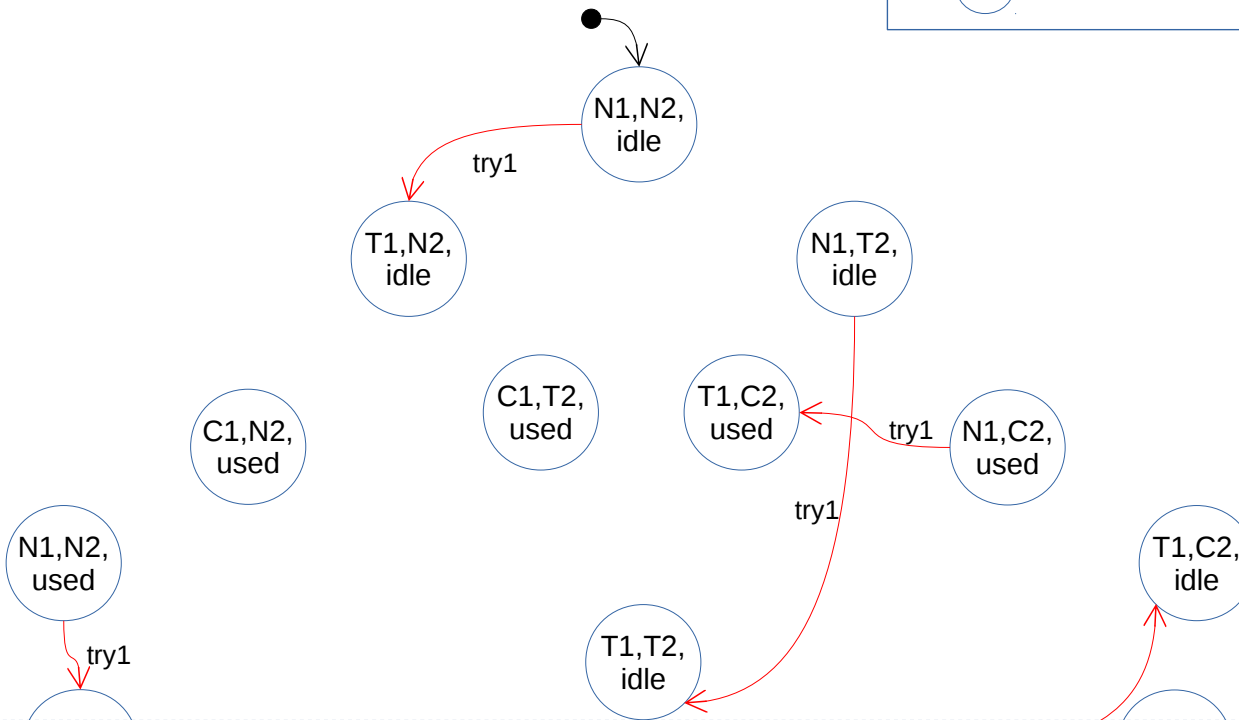 N1,N2,
idle
try1
T1,N2,
idle
N1,T2,
idle
C1,T2,
used
T1,C2,
used
try1
N1,C2,
used
C1,N2,
used
try1
N1,N2,
used
T1,C2,
idle
try1
T1,T2,
idle